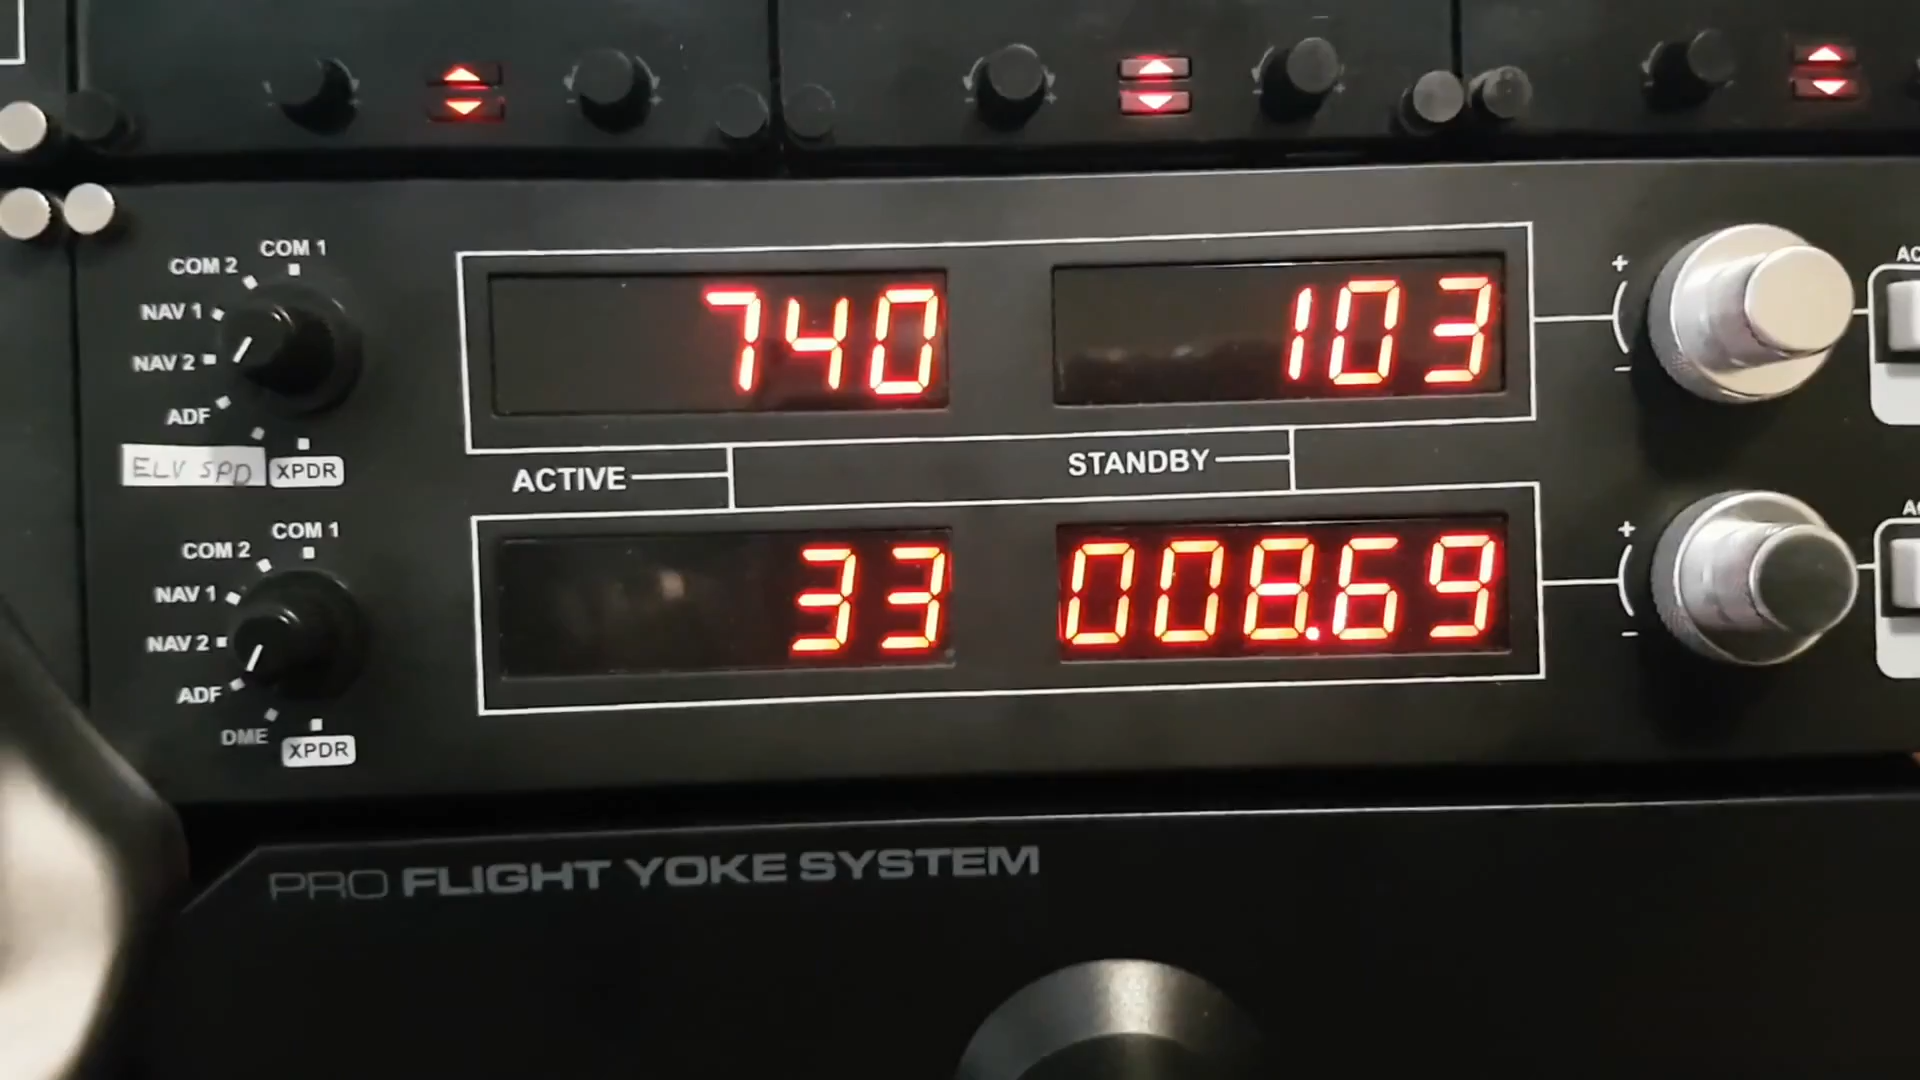 COM 1
COM 2
NAV 1
NAV 2
ADF
ELV SPD
XPDR
740
103
ACTIVE
STANDBY
+
-
COM 1
COM 2
NAV 1
NAV 2
ADF
DME
XPDR
33
008.69
+
-
PRO FLIGHT YOKE SYSTEM